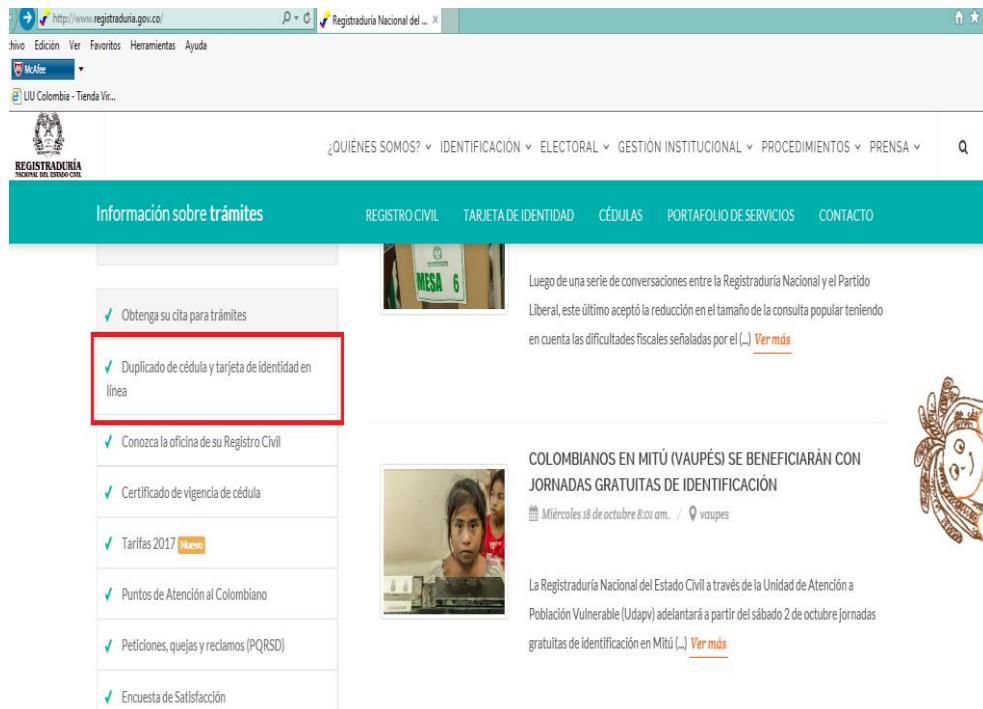 http://www.registraduria.gov.co/
Registraduría Nacional del ...
chivo Edición Ver Favoritos Herramientas Ayuda
McAfee
LIU Colombia - Tienda Vir...
REGISTRADURÍA
NACIONAL DEL ESTADO CIVIL
¿QUIÉNES SOMOS? IDENTIFICACIÓN ELECTORAL GESTIÓN INSTITUCIONAL PROCEDIMIENTOS PRENSA
Información sobre trámites
REGISTRO CIVIL TARJETA DE IDENTIDAD CÉDULAS PORTAFOLIO DE SERVICIOS CONTACTO
Obtenga su cita para trámites
Duplicado de cédula y tarjeta de identidad en
línea
Conozca la oficina de su Registro Civil
Certificado de vigencia de cédula
Tarifas 2017 Nuevo
Puntos de Atención al Colombiano
Peticiones, quejas y reclamos (PQRSD)
Encuesta de Satisfacción
MESA 6
Luego de una serie de conversaciones entre la Registraduría Nacional y el Partido
Liberal, este último aceptó la reducción en el tamaño de la consulta popular teniendo
en cuenta las dificultades fiscales señaladas por el (...) Ver más
COLOMBIANOS EN MITÚ (VAUPÉS) SE BENEFICIARÁN CON
JORNADAS GRATUITAS DE IDENTIFICACIÓN
Miércoles 18 de octubre 8:01 am. / vaupes
La Registraduría Nacional del Estado Civil a través de la Unidad de Atención a
Población Vulnerable (Udapv) adelantará a partir del sábado 2 de octubre jornadas
gratuitas de identificación en Mitú (...) Ver más